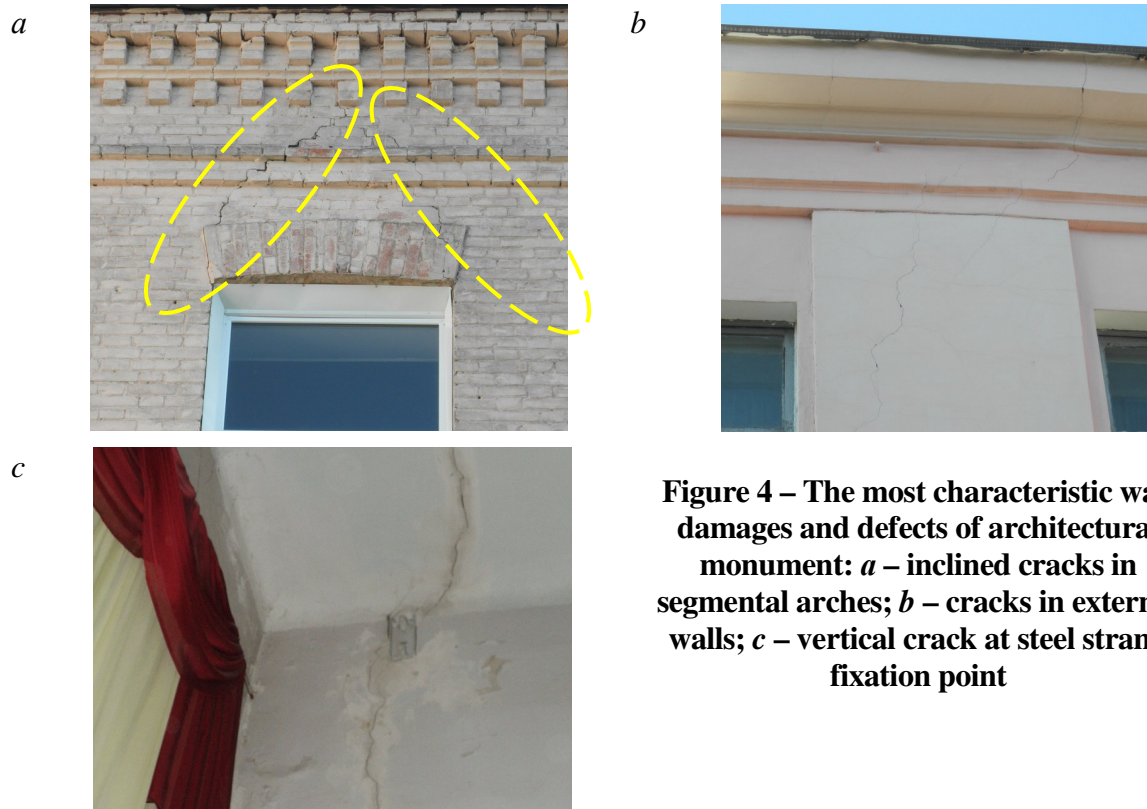 a
b
c
Figure 4 – The most characteristic wa
damages and defects of architectura
monument: a – inclined cracks in
segmental arches; b – cracks in extern
walls; c – vertical crack at steel stran
fixation point